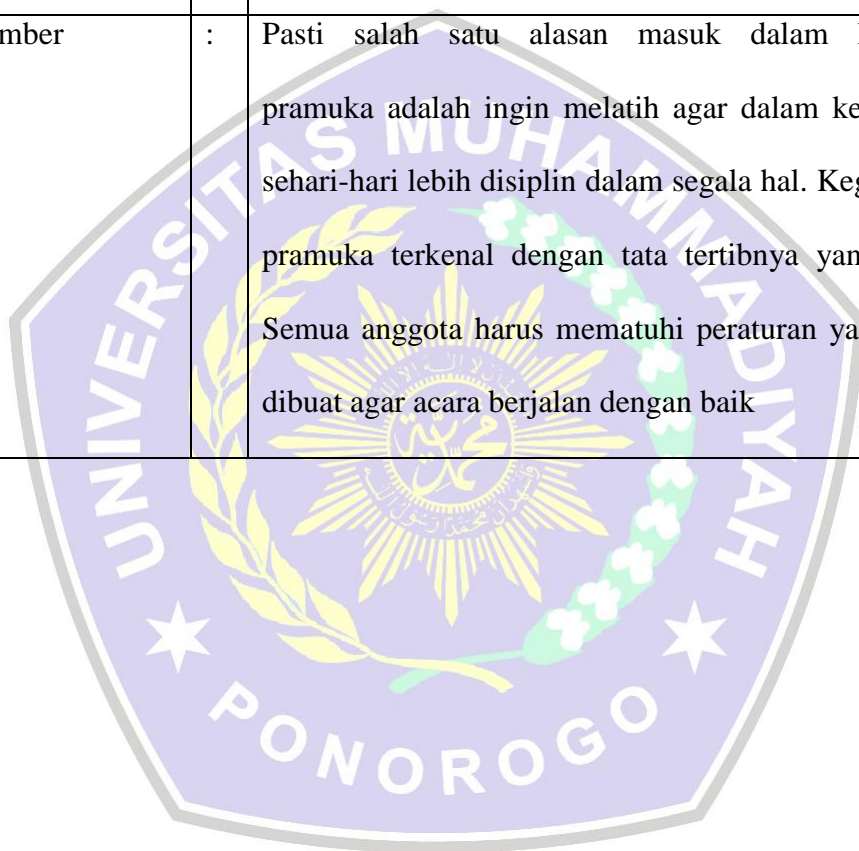 mber : Pasti salah satu alasan masuk dalam
pramuka adalah ingin melatih agar dalam ke
sehari-hari lebih disiplin dalam segala hal. Keg
pramuka terkenal dengan tata tertibnya yan
Semua anggota harus mematuhi peraturan ya
dibuat agar acara berjalan dengan baik
UNIVERSITAS MUHAMMADIYAH
PONOROGO